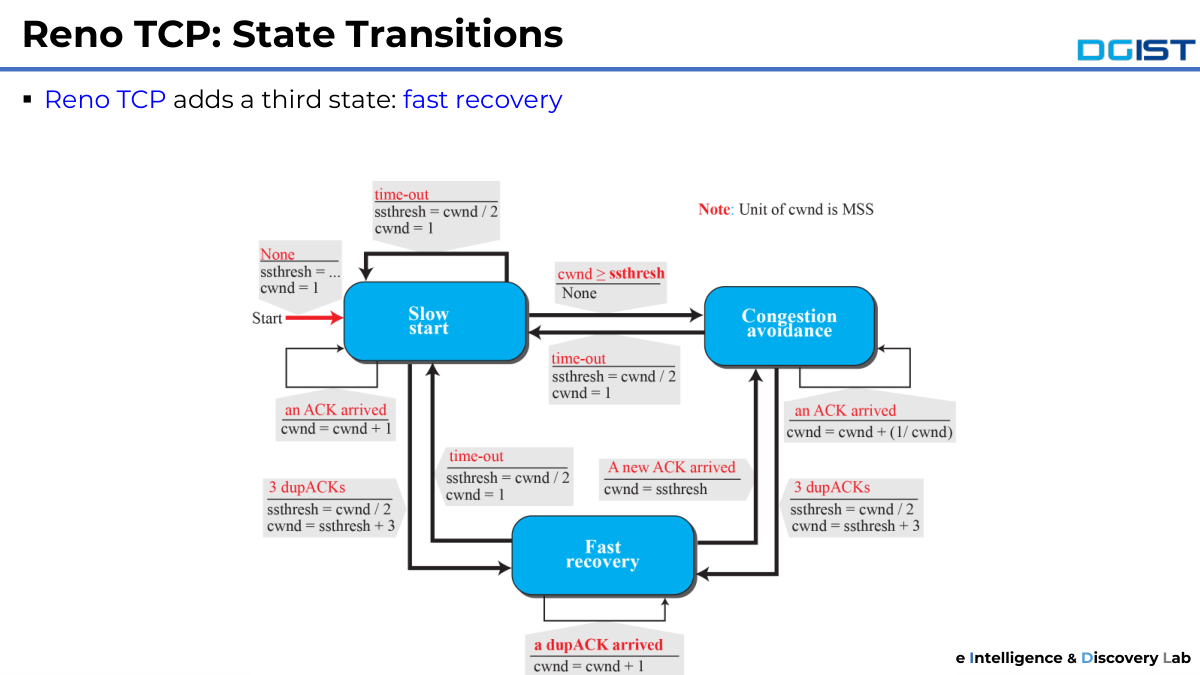 Reno TCP: State Transitions
DGIST
▪ Reno TCP adds a third state: fast recovery
time-out
ssthresh = cwnd / 2
cwnd = 1
Note: Unit of cwnd is MSS
None
ssthresh = ...
cwnd = 1
Start
cwnd ≥ ssthresh
None
Slow
start
Congestion
avoidance
time-out
ssthresh = cwnd / 2
cwnd = 1
an ACK arrived
cwnd = cwnd + 1
an ACK arrived
cwnd = cwnd + (1/ cwnd)
time-out
ssthresh = cwnd / 2
cwnd = 1
A new ACK arrived
cwnd = ssthresh
3 dupACKs
ssthresh = cwnd / 2
cwnd = ssthresh + 3
3 dupACKs
ssthresh = cwnd / 2
cwnd = ssthresh + 3
Fast
recovery
a dupACK arrived
cwnd = cwnd + 1
e Intelligence & Discovery Lab